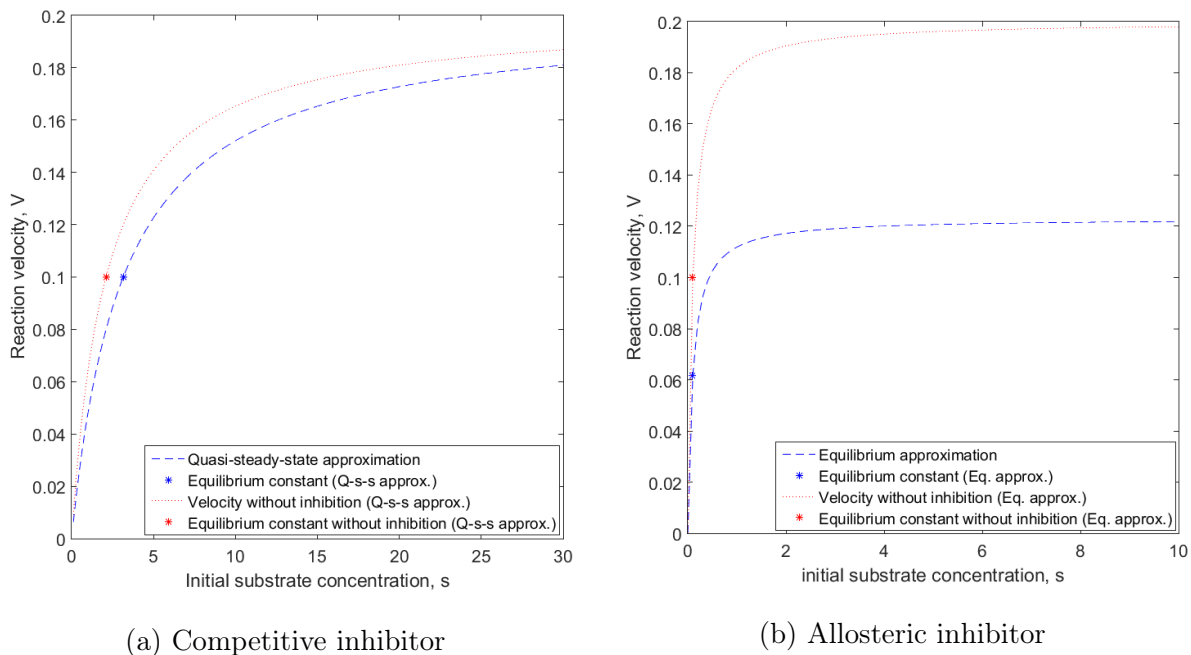 0.2
0.18
0.16
0.14
0.12
0.1
0.08
0.06
0.04
0.02
0
Reaction velocity, V
Quasi-steady-state approximation
Equilibrium constant (Q-s-s approx.)
Velocity without inhibition (Q-s-s approx.)
Equilibrium constant without inhibition (Q-s-s approx.)
0 5 10 15 20 25 30
Initial substrate concentration, s
(a) Competitive inhibitor
0.2
0.18
0.16
0.14
0.12
0.1
0.08
0.06
0.04
0.02
0
Reaction velocity, V
Equilibrium approximation
Equilibrium constant (Eq. approx.)
Velocity without inhibition (Eq. approx.)
Equilibrium constant without inhibition (Eq. approx.)
0 2 4 6 8 10
initial substrate concentration, s
(b) Allosteric inhibitor